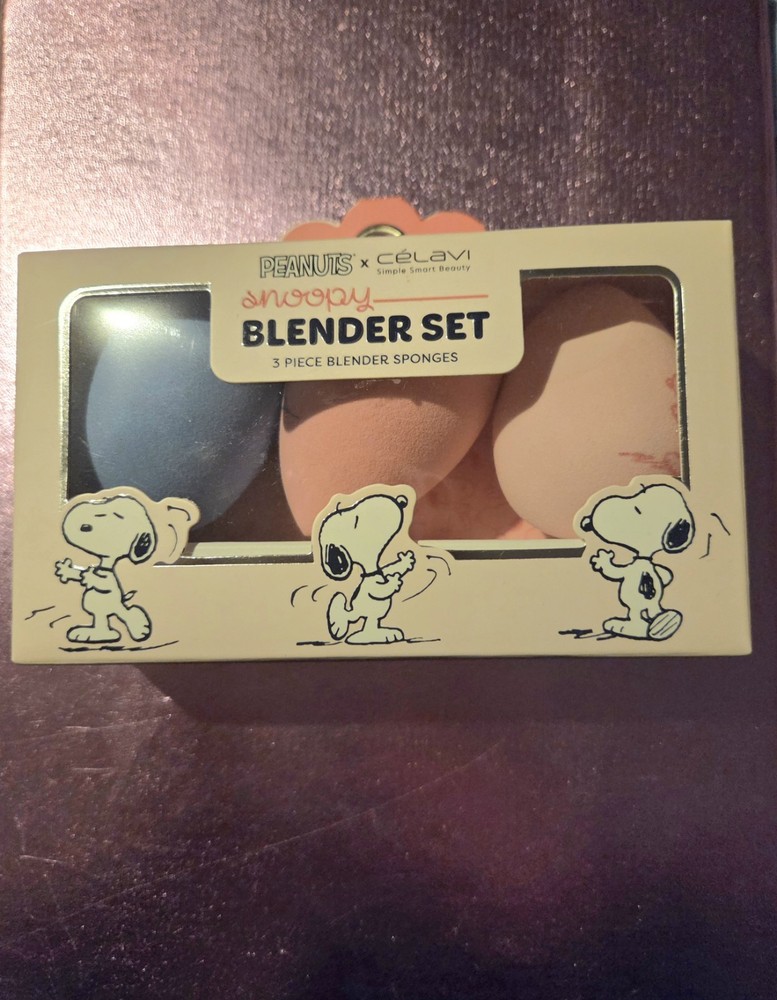 PEANUTS x CéLavi
Simple Smart Beauty
snoopy
BLENDER SET
3 PIECE BLENDER SPONGES